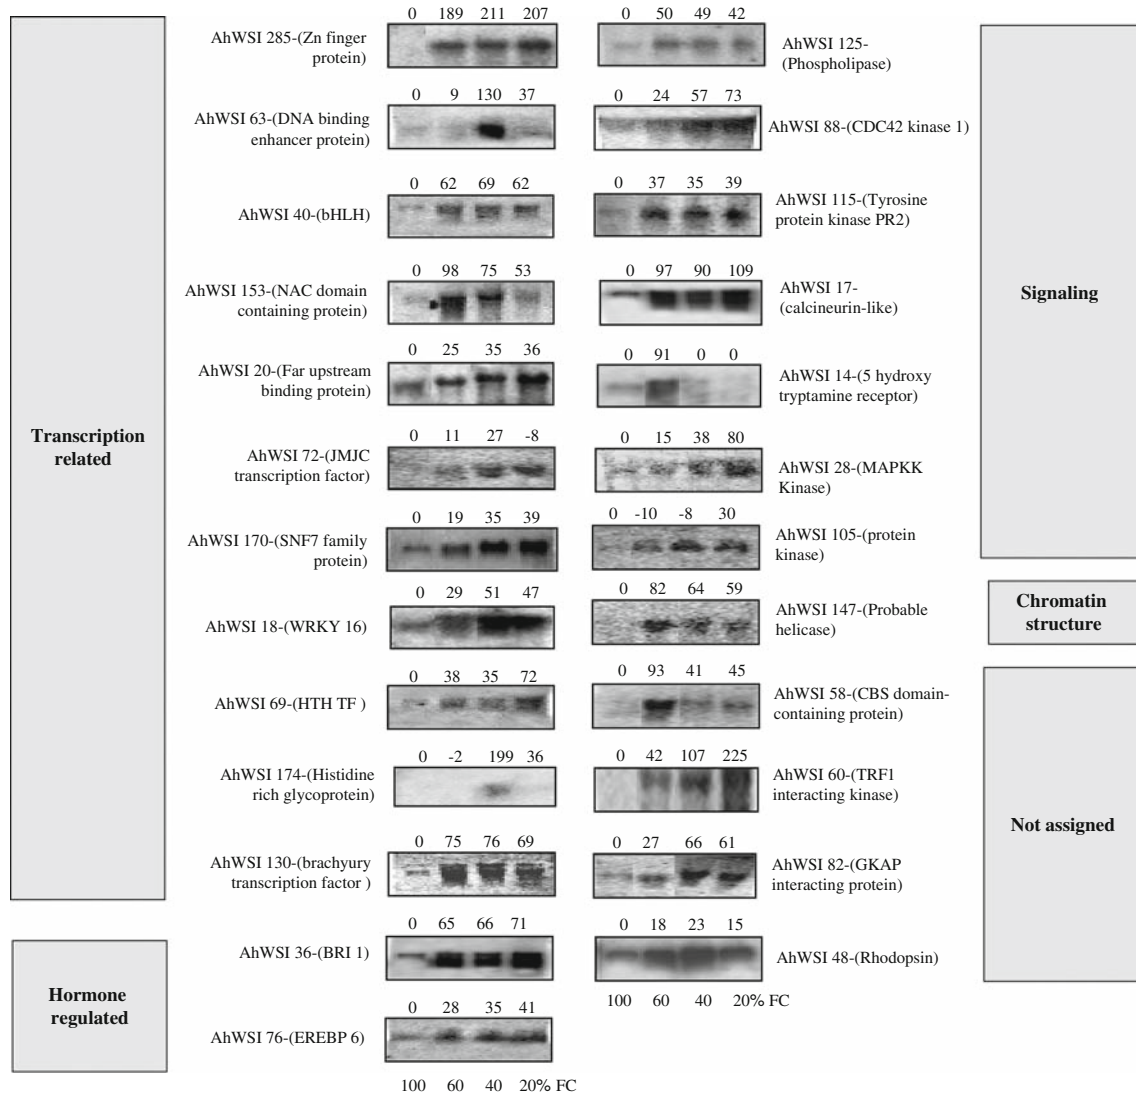 0 189 211 207
AhWSI 285-(Zn finger
protein)
0 9 130 37
AhWSI 63-(DNA binding
enhancer protein)
0 62 69 62
AhWSI 40-(bHLH)
0 98 75 53
AhWSI 153-(NAC domain
containing protein)
0 25 35 36
AhWSI 20-(Far upstream
binding protein)
0 11 27 -8
AhWSI 72-(JMJC
transcription factor)
0 19 35 39
AhWSI 170-(SNF7 family
protein)
0 29 51 47
AhWSI 18-(WRKY 16)
0 38 35 72
AhWSI 69-(HTH TF )
0 -2 199 36
AhWSI 174-(Histidine
rich glycoprotein)
0 75 76 69
AhWSI 130-(brachyury
transcription factor )
Transcription
related
0 65 66 71
AhWSI 36-(BRI 1)
0 28 35 41
AhWSI 76-(EREBP 6)
Hormone
regulated
100 60 40 20% FC
0 50 49 42
AhWSI 125-
(Phospholipase)
0 24 57 73
AhWSI 88-(CDC42 kinase 1)
0 37 35 39
AhWSI 115-(Tyrosine
protein kinase PR2)
0 97 90 109
AhWSI 17-
(calcineurin-like)
0 91 0 0
AhWSI 14-(5 hydroxy
tryptamine receptor)
0 15 38 80
AhWSI 28-(MAPKK
Kinase)
0 -10 -8 30
AhWSI 105-(protein
kinase)
Signaling
0 82 64 59
AhWSI 147-(Probable
helicase)
Chromatin
structure
0 93 41 45
AhWSI 58-(CBS domain-
containing protein)
0 42 107 225
AhWSI 60-(TRF1
interacting kinase)
0 27 66 61
AhWSI 82-(GKAP
interacting protein)
0 18 23 15
AhWSI 48-(Rhodopsin)
Not assigned
100 60 40 20% FC